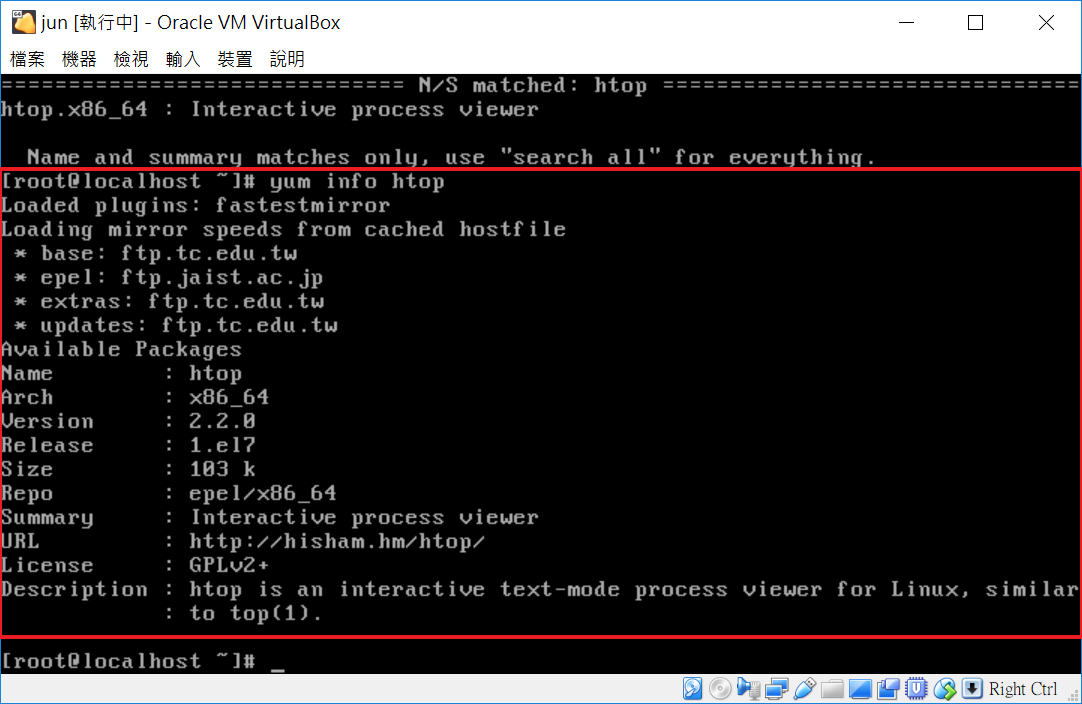 jun [執行中] - Oracle VM VirtualBox
檔案 機器 檢視 輸入 裝置 說明
============================== N/S matched: htop ===============================
htop.x86_64 : Interactive process viewer
  Name and summary matches only, use "search all" for everything.
[root@localhost ~]# yum info htop
Loaded plugins: fastestmirror
Loading mirror speeds from cached hostfile
 * base: ftp.tc.edu.tw
 * epel: ftp.jaist.ac.jp
 * extras: ftp.tc.edu.tw
 * updates: ftp.tc.edu.tw
Available Packages
Name        : htop
Arch        : x86_64
Version     : 2.2.0
Release     : 1.el7
Size        : 103 k
Repo        : epel/x86_64
Summary     : Interactive process viewer
URL         : http://hisham.hm/htop/
License     : GPLv2+
Description : htop is an interactive text-mode process viewer for Linux, similar
            : to top(1).
[root@localhost ~]# _
Right Ctrl